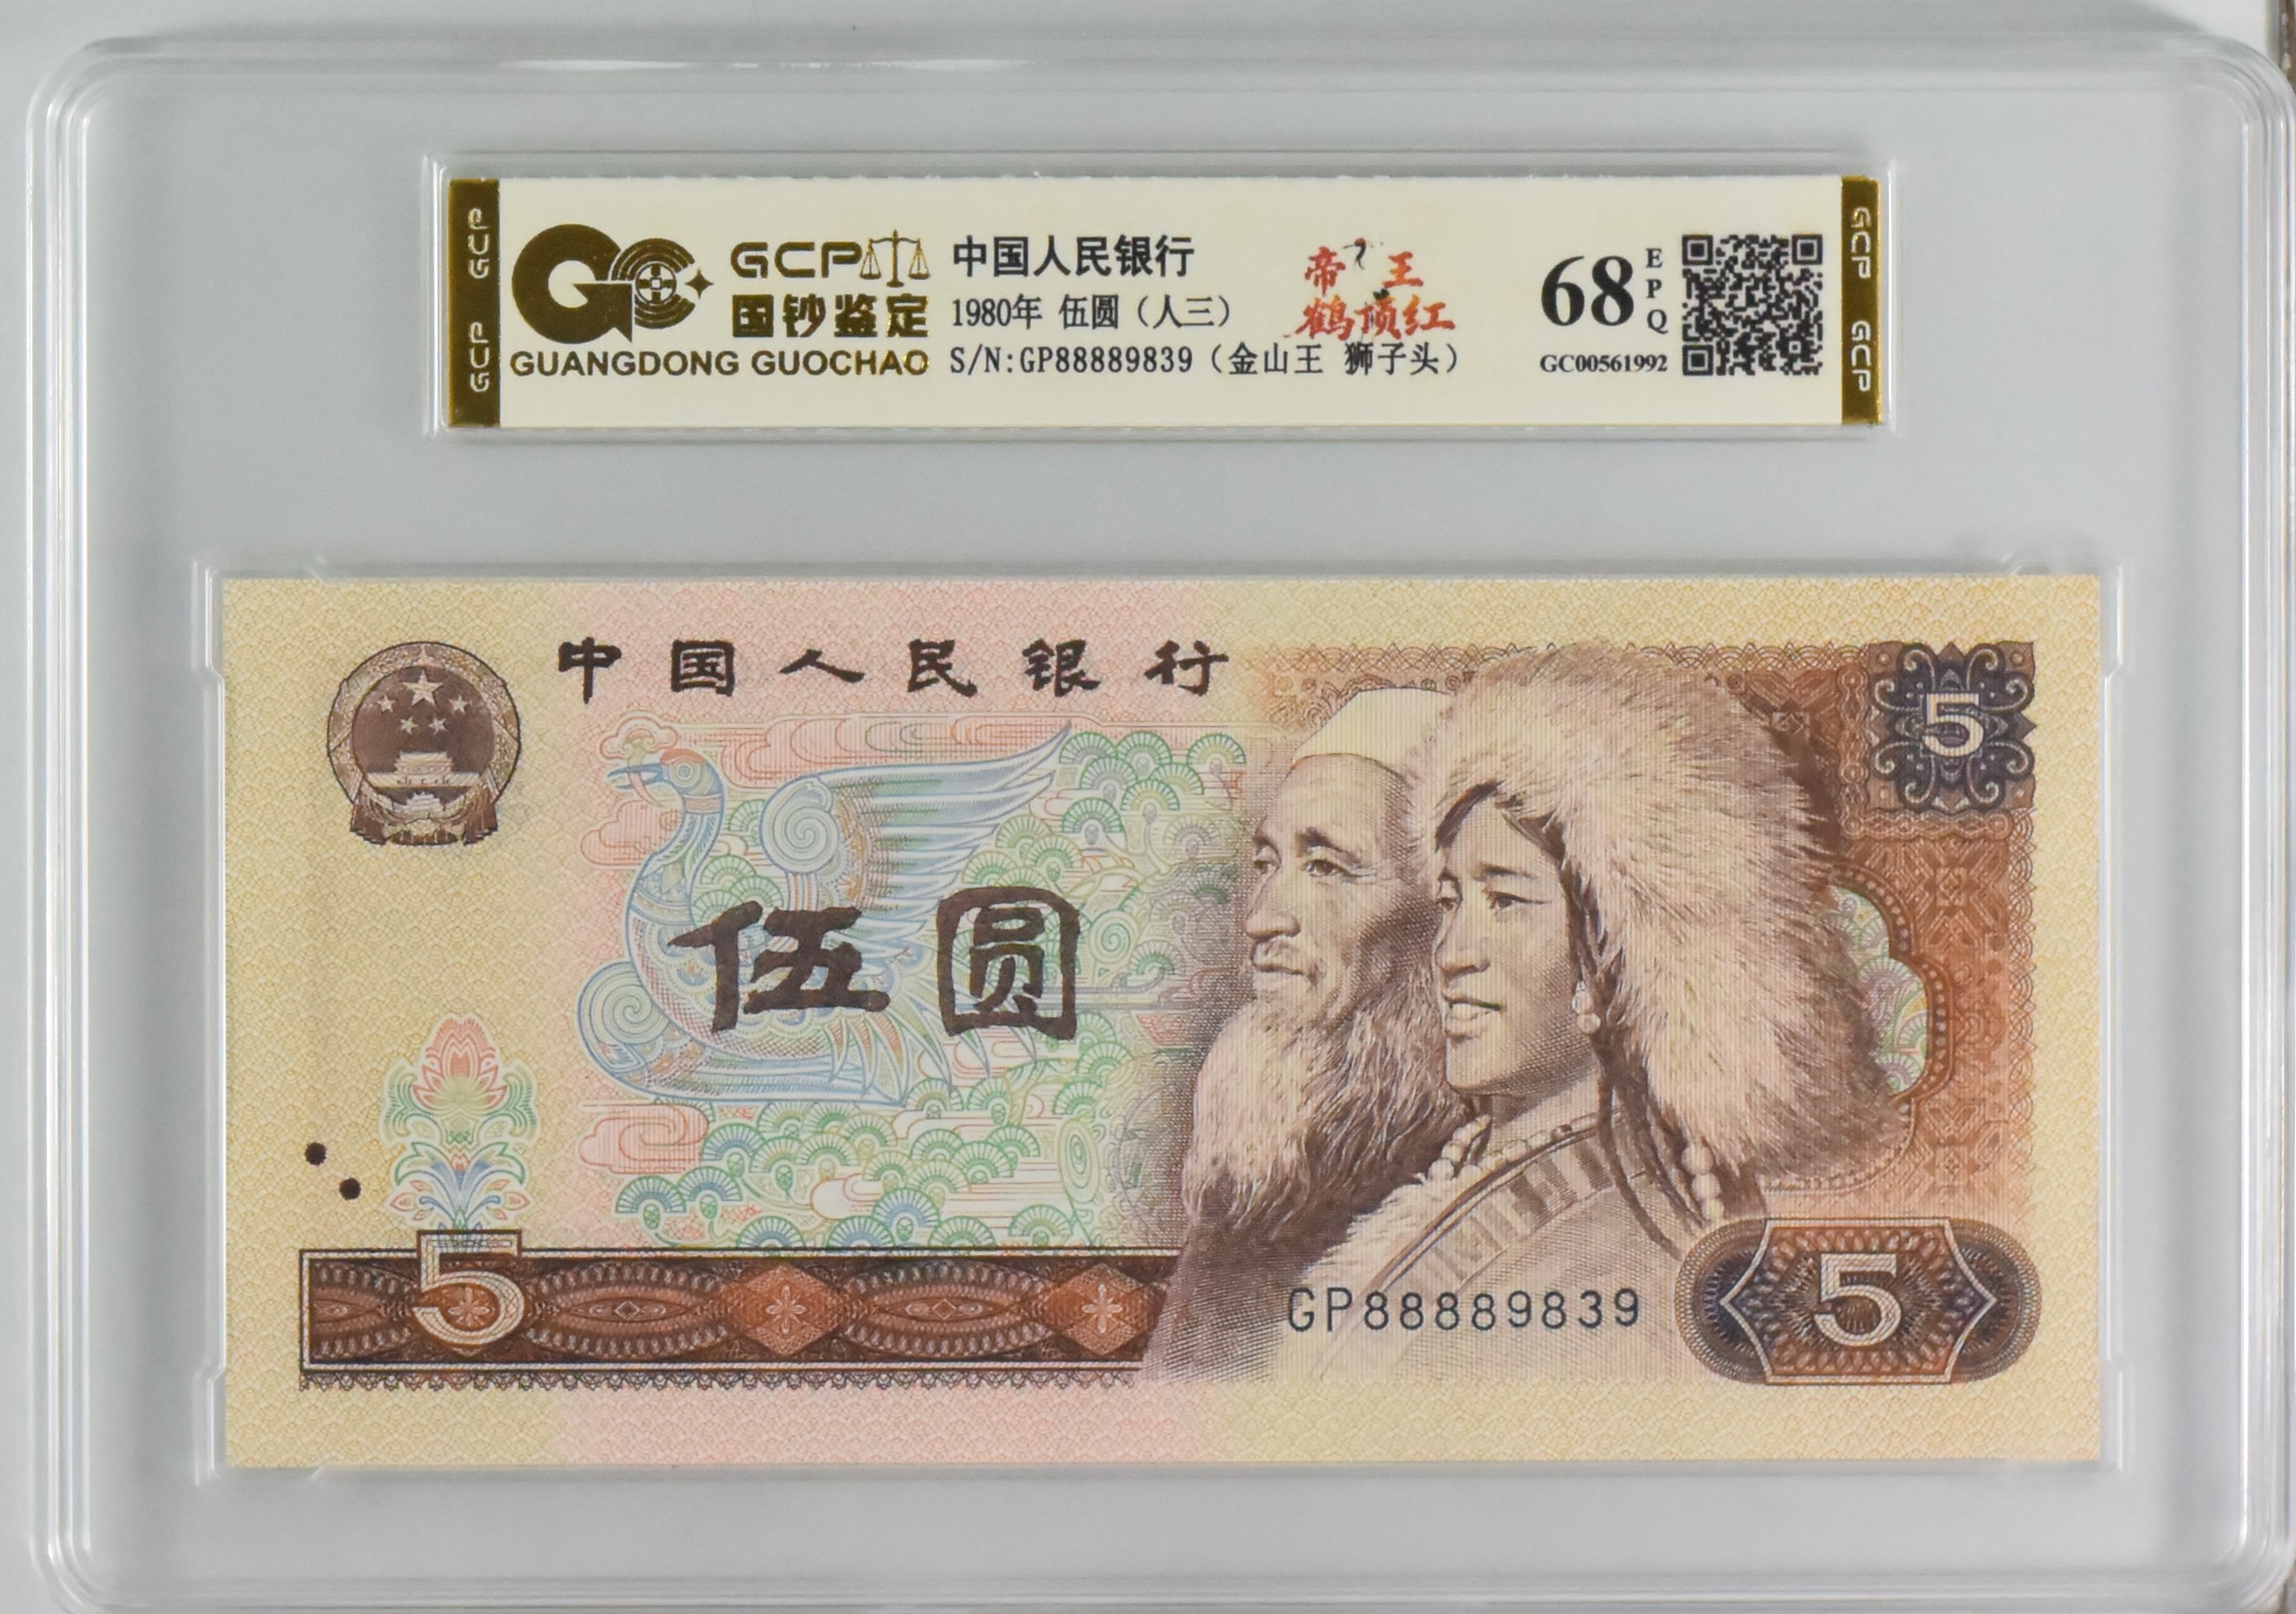 GCP
GCP
GCP 中国人民银行
国钞鉴定 1980年 伍圆（人三）
GUANGDONG GUOCHAO S/N:GP88889839（金山王 狮子头）
帝王
鹤顶红
68 EPQ
GC00561992
GCP
GCP
中国人民银行
5
伍圆
5
GP88889839
5